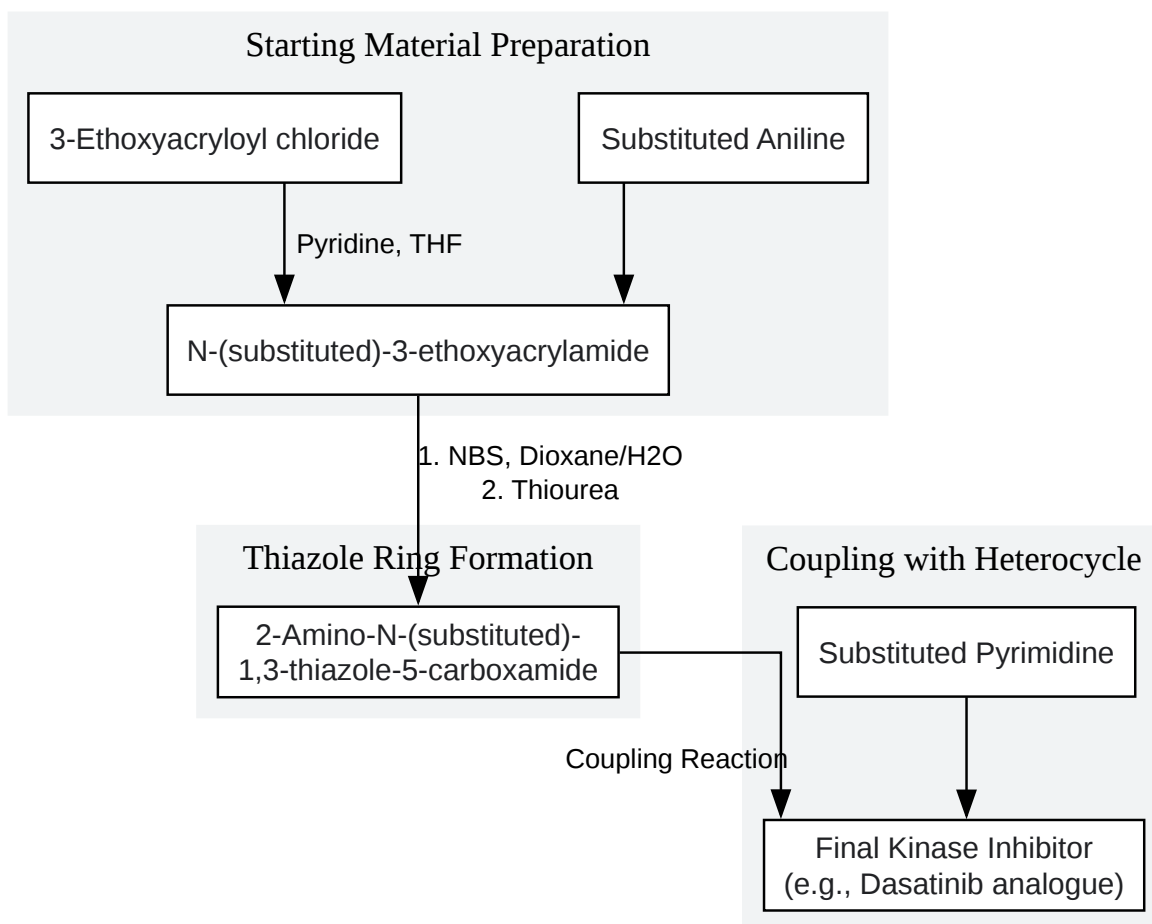 Starting Material Preparation
3-Ethoxyacryloyl chloride
Substituted Aniline
Pyridine, THF
N-(substituted)-3-ethoxyacrylamide
1. NBS, Dioxane/H2O
2. Thiourea
Thiazole Ring Formation
Coupling with Heterocycle
2-Amino-N-(substituted)-
1,3-thiazole-5-carboxamide
Substituted Pyrimidine
Coupling Reaction
Final Kinase Inhibitor
(e.g., Dasatinib analogue)